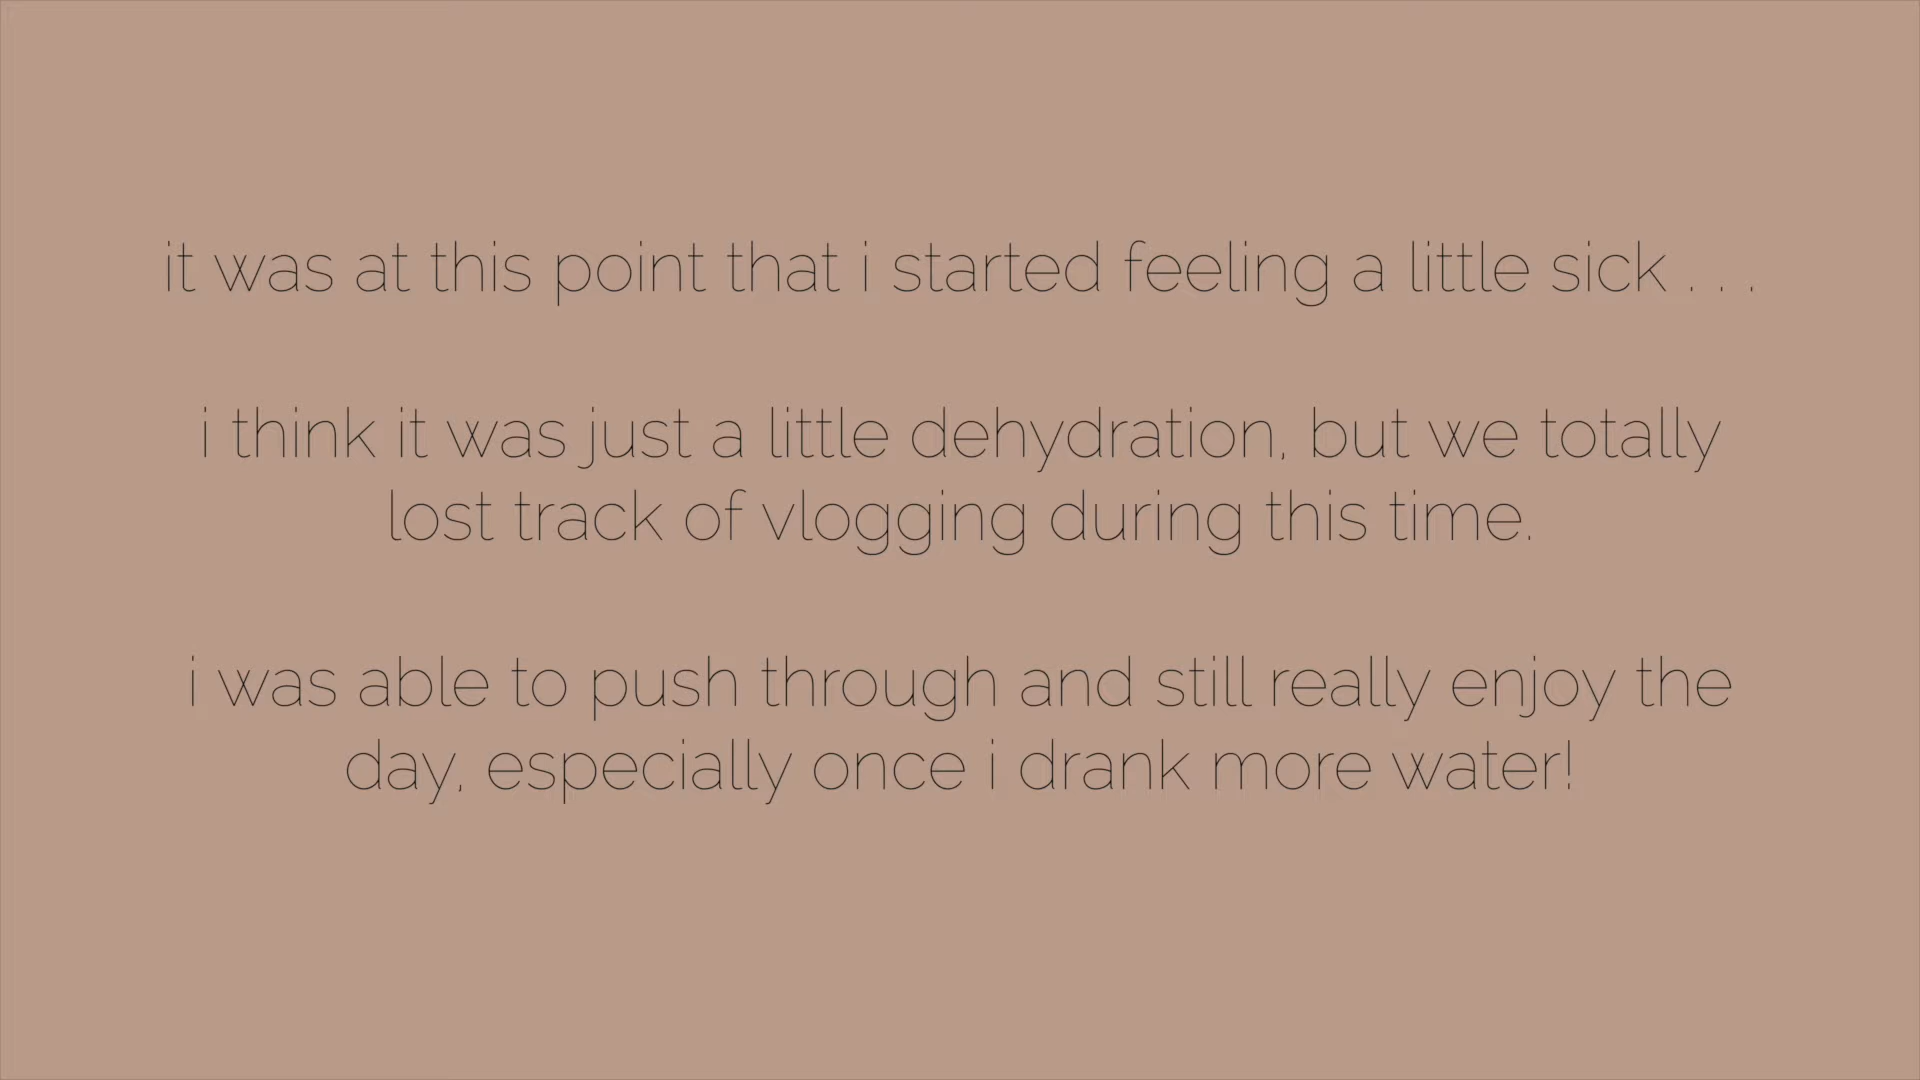 it was at this point that i started feeling a little sick . . .
i think it was just a little dehydration, but we totally
lost track of vlogging during this time.
i was able to push through and still really enjoy the
day, especially once i drank more water!